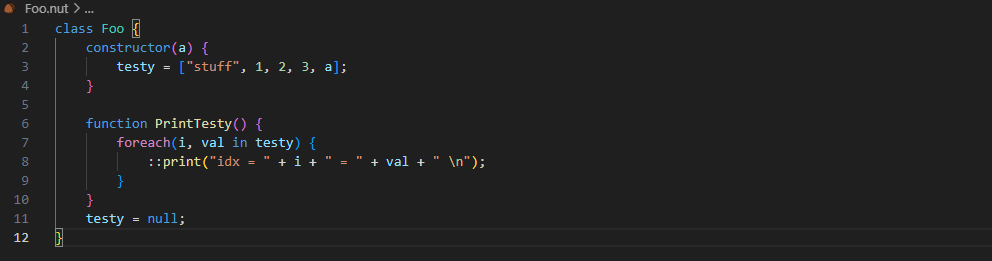 Foo.nut > ...
1 class Foo {
2     constructor(a) {
3         testy = ["stuff", 1, 2, 3, a];
4     }
5
6     function PrintTesty() {
7         foreach(i, val in testy) {
8             ::print("idx = " + i + " = " + val + " \n");
9         }
10     }
11     testy = null;
12 }